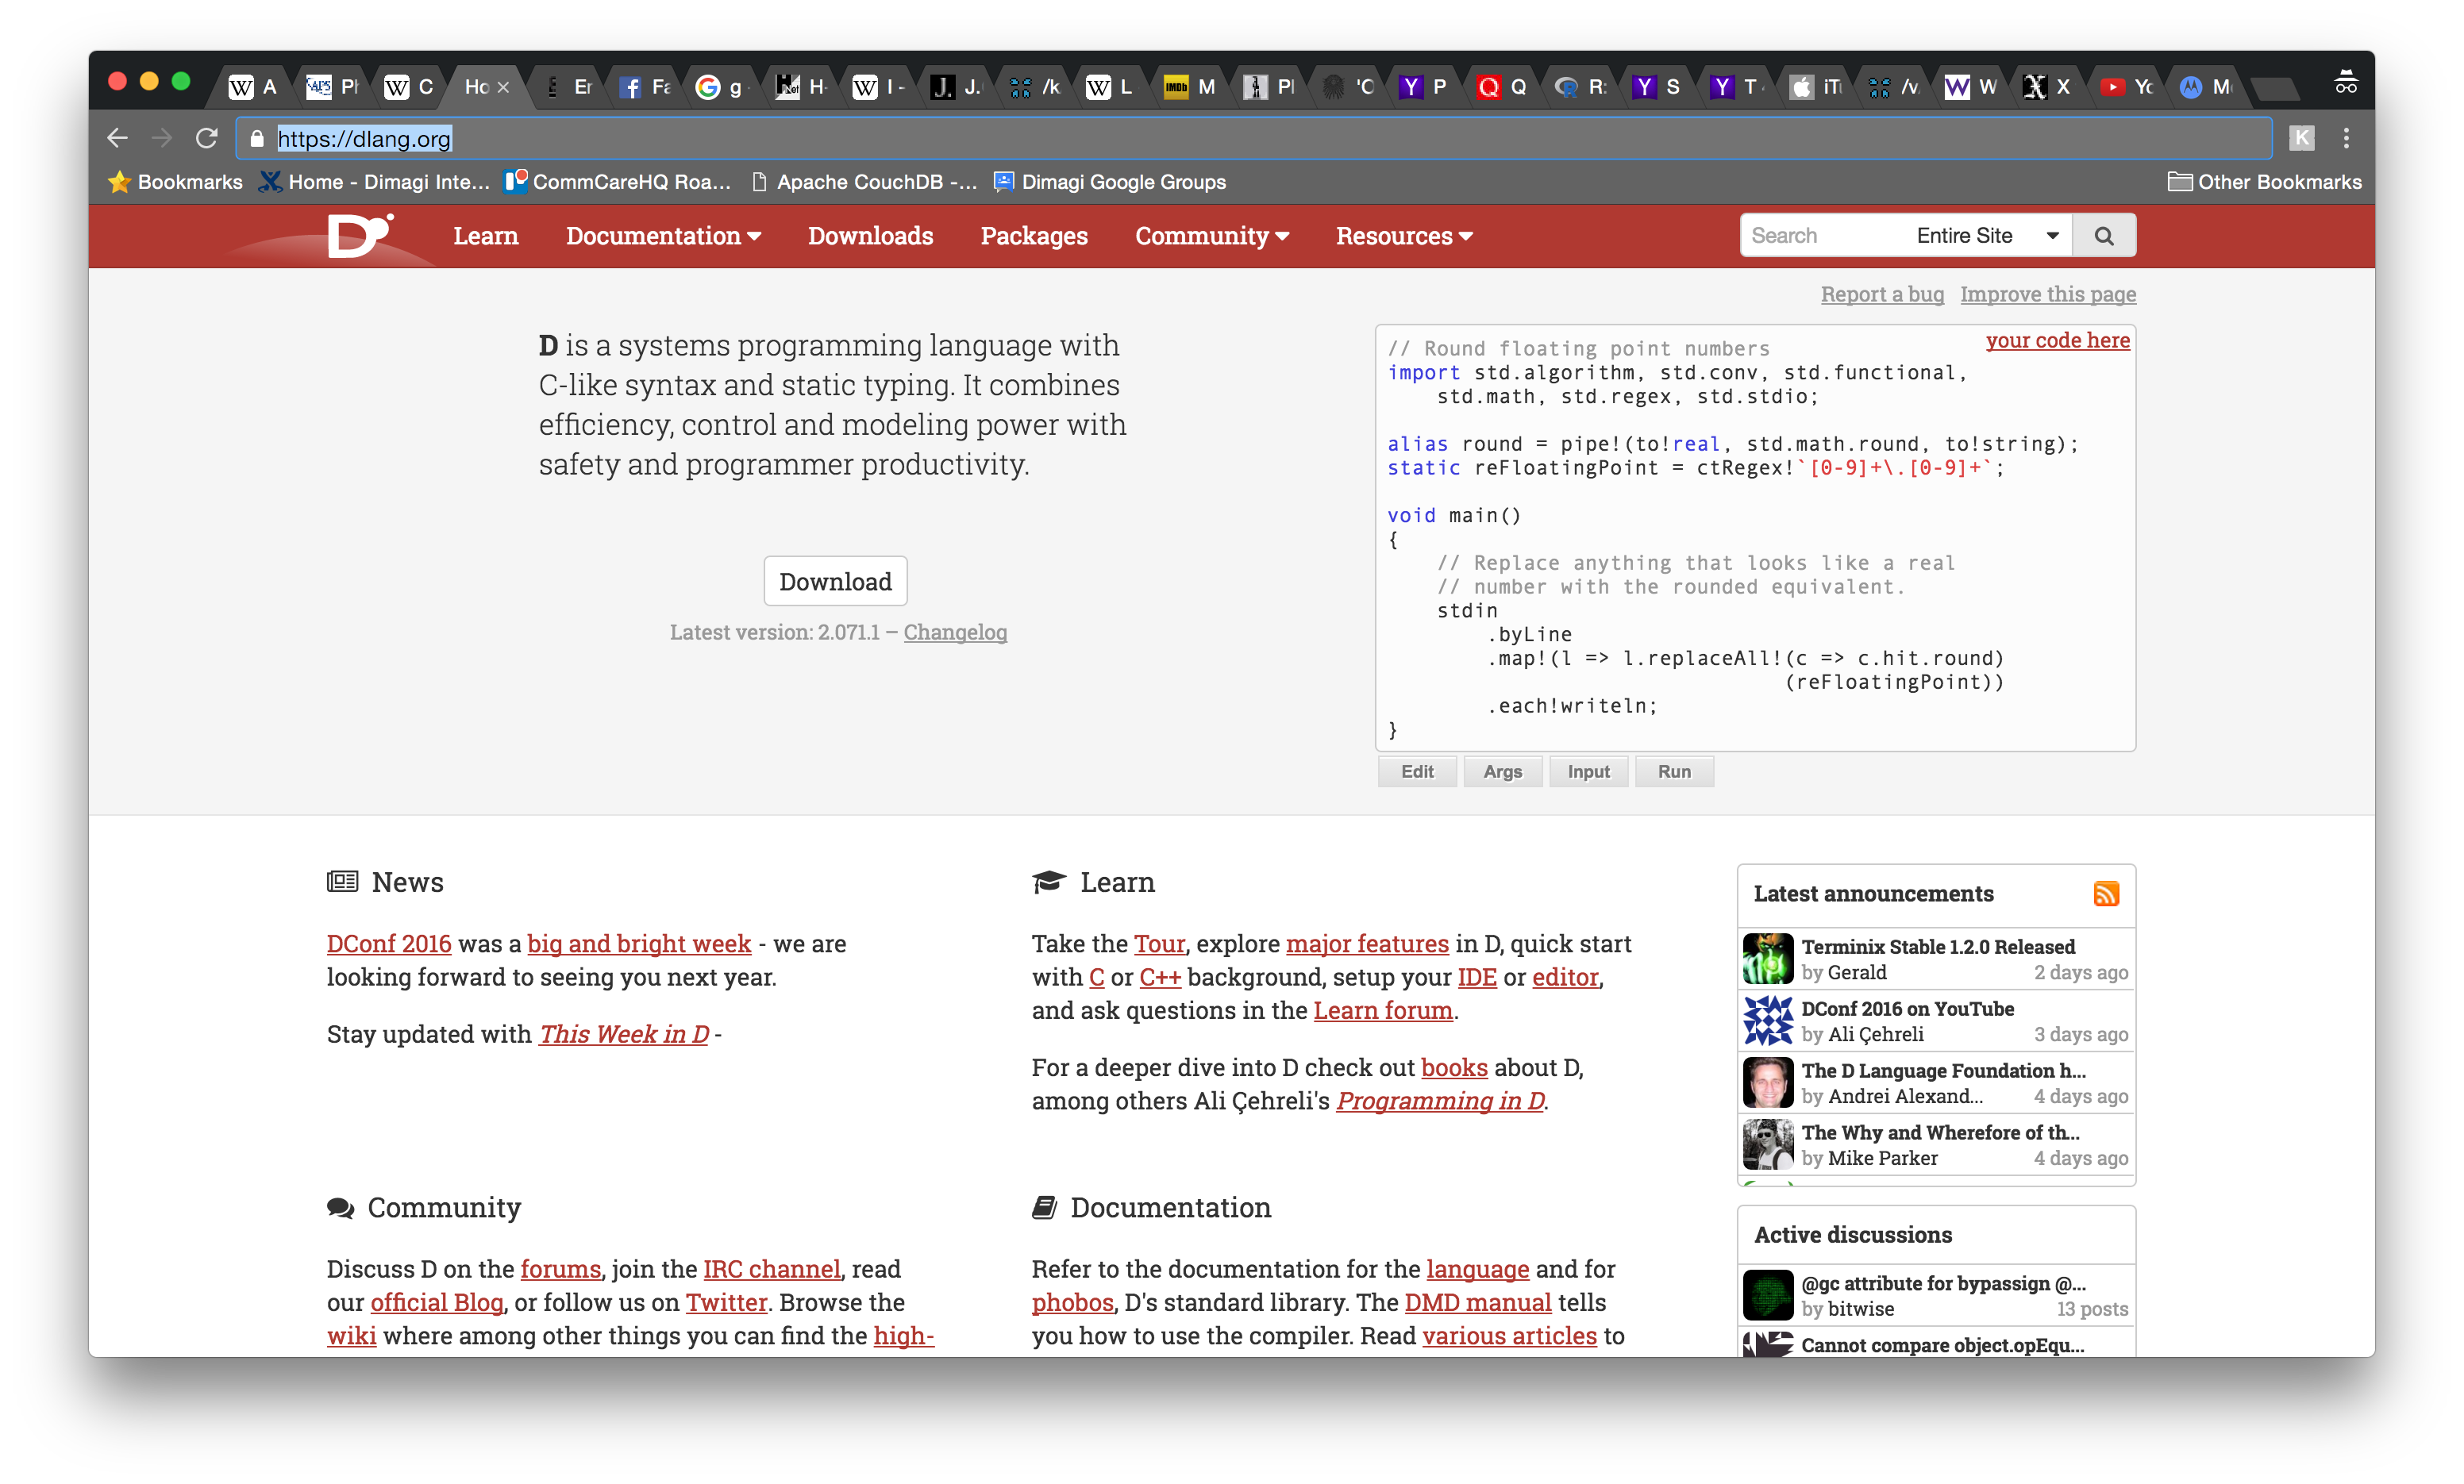 A
Ph
C
Ho
Er
Fa
g
H-
I -
J.
/k
L
M
Pl
'O
P
Q
R:
S
T
iTu
/v
W
X
Yo
M
https://dlang.org
K
Bookmarks
Home - Dimagi Inte...
CommCareHQ Roa...
Apache CouchDB -...
Dimagi Google Groups
Other Bookmarks
D
Learn
Documentation
Downloads
Packages
Community
Resources
Search
Entire Site
Report a bug
Improve this page
D is a systems programming language with
C-like syntax and static typing. It combines
efficiency, control and modeling power with
safety and programmer productivity.
Download
Latest version: 2.071.1 – Changelog
your code here
// Round floating point numbers
import std.algorithm, std.conv, std.functional,
    std.math, std.regex, std.stdio;
alias round = pipe!(to!real, std.math.round, to!string);
static reFloatingPoint = ctRegex!`[0-9]+\.[0-9]+`;
void main()
{
    // Replace anything that looks like a real
    // number with the rounded equivalent.
    stdin
        .byLine
        .map!(l => l.replaceAll!(c => c.hit.round)
                                (reFloatingPoint))
        .each!writeln;
}
Edit
Args
Input
Run
News
DConf 2016 was a big and bright week - we are
looking forward to seeing you next year.
Stay updated with This Week in D -
Learn
Take the Tour, explore major features in D, quick start
with C or C++ background, setup your IDE or editor,
and ask questions in the Learn forum.
For a deeper dive into D check out books about D,
among others Ali Çehreli's Programming in D.
Community
Discuss D on the forums, join the IRC channel, read
our official Blog, or follow us on Twitter. Browse the
wiki where among other things you can find the high-
Documentation
Refer to the documentation for the language and for
phobos, D's standard library. The DMD manual tells
you how to use the compiler. Read various articles to
Latest announcements
Terminix Stable 1.2.0 Released
by Gerald 2 days ago
DConf 2016 on YouTube
by Ali Çehreli 3 days ago
The D Language Foundation h...
by Andrei Alexand... 4 days ago
The Why and Wherefore of th...
by Mike Parker 4 days ago
Active discussions
@gc attribute for bypassign @...
by bitwise 13 posts
Cannot compare object.opEqu...